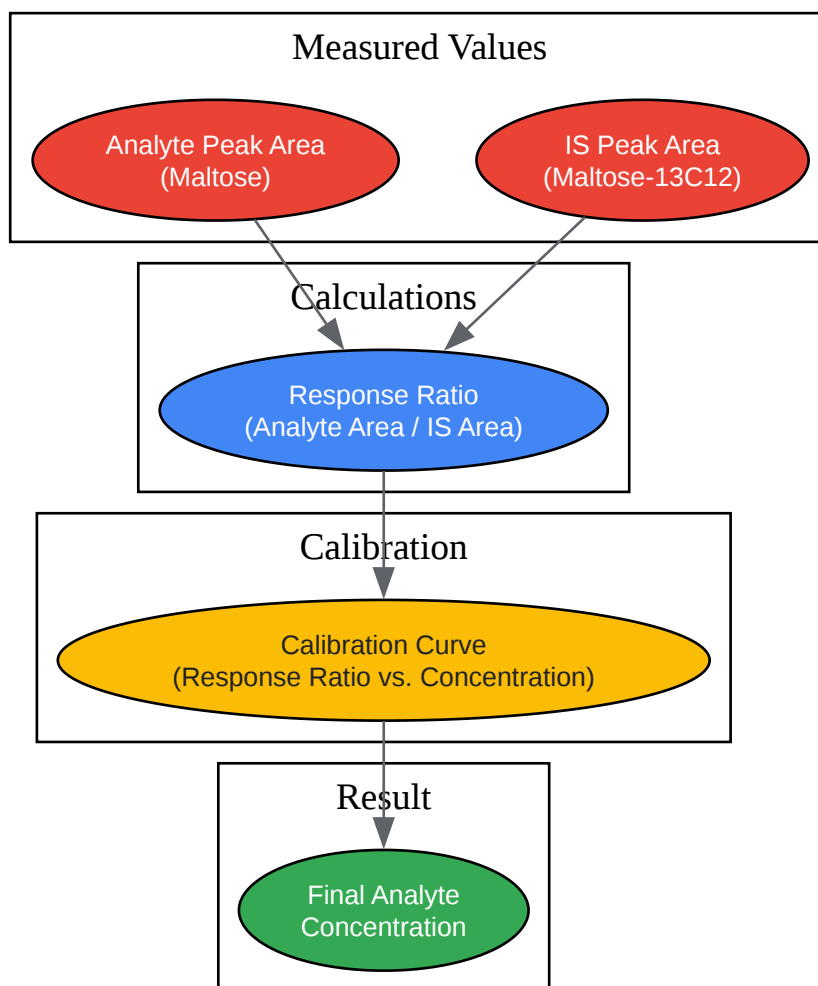 Measured Values
Analyte Peak Area
(Maltose)
IS Peak Area
(Maltose-13C12)
Calculations
Response Ratio
(Analyte Area / IS Area)
Calibration
Calibration Curve
(Response Ratio vs. Concentration)
Result
Final Analyte
Concentration